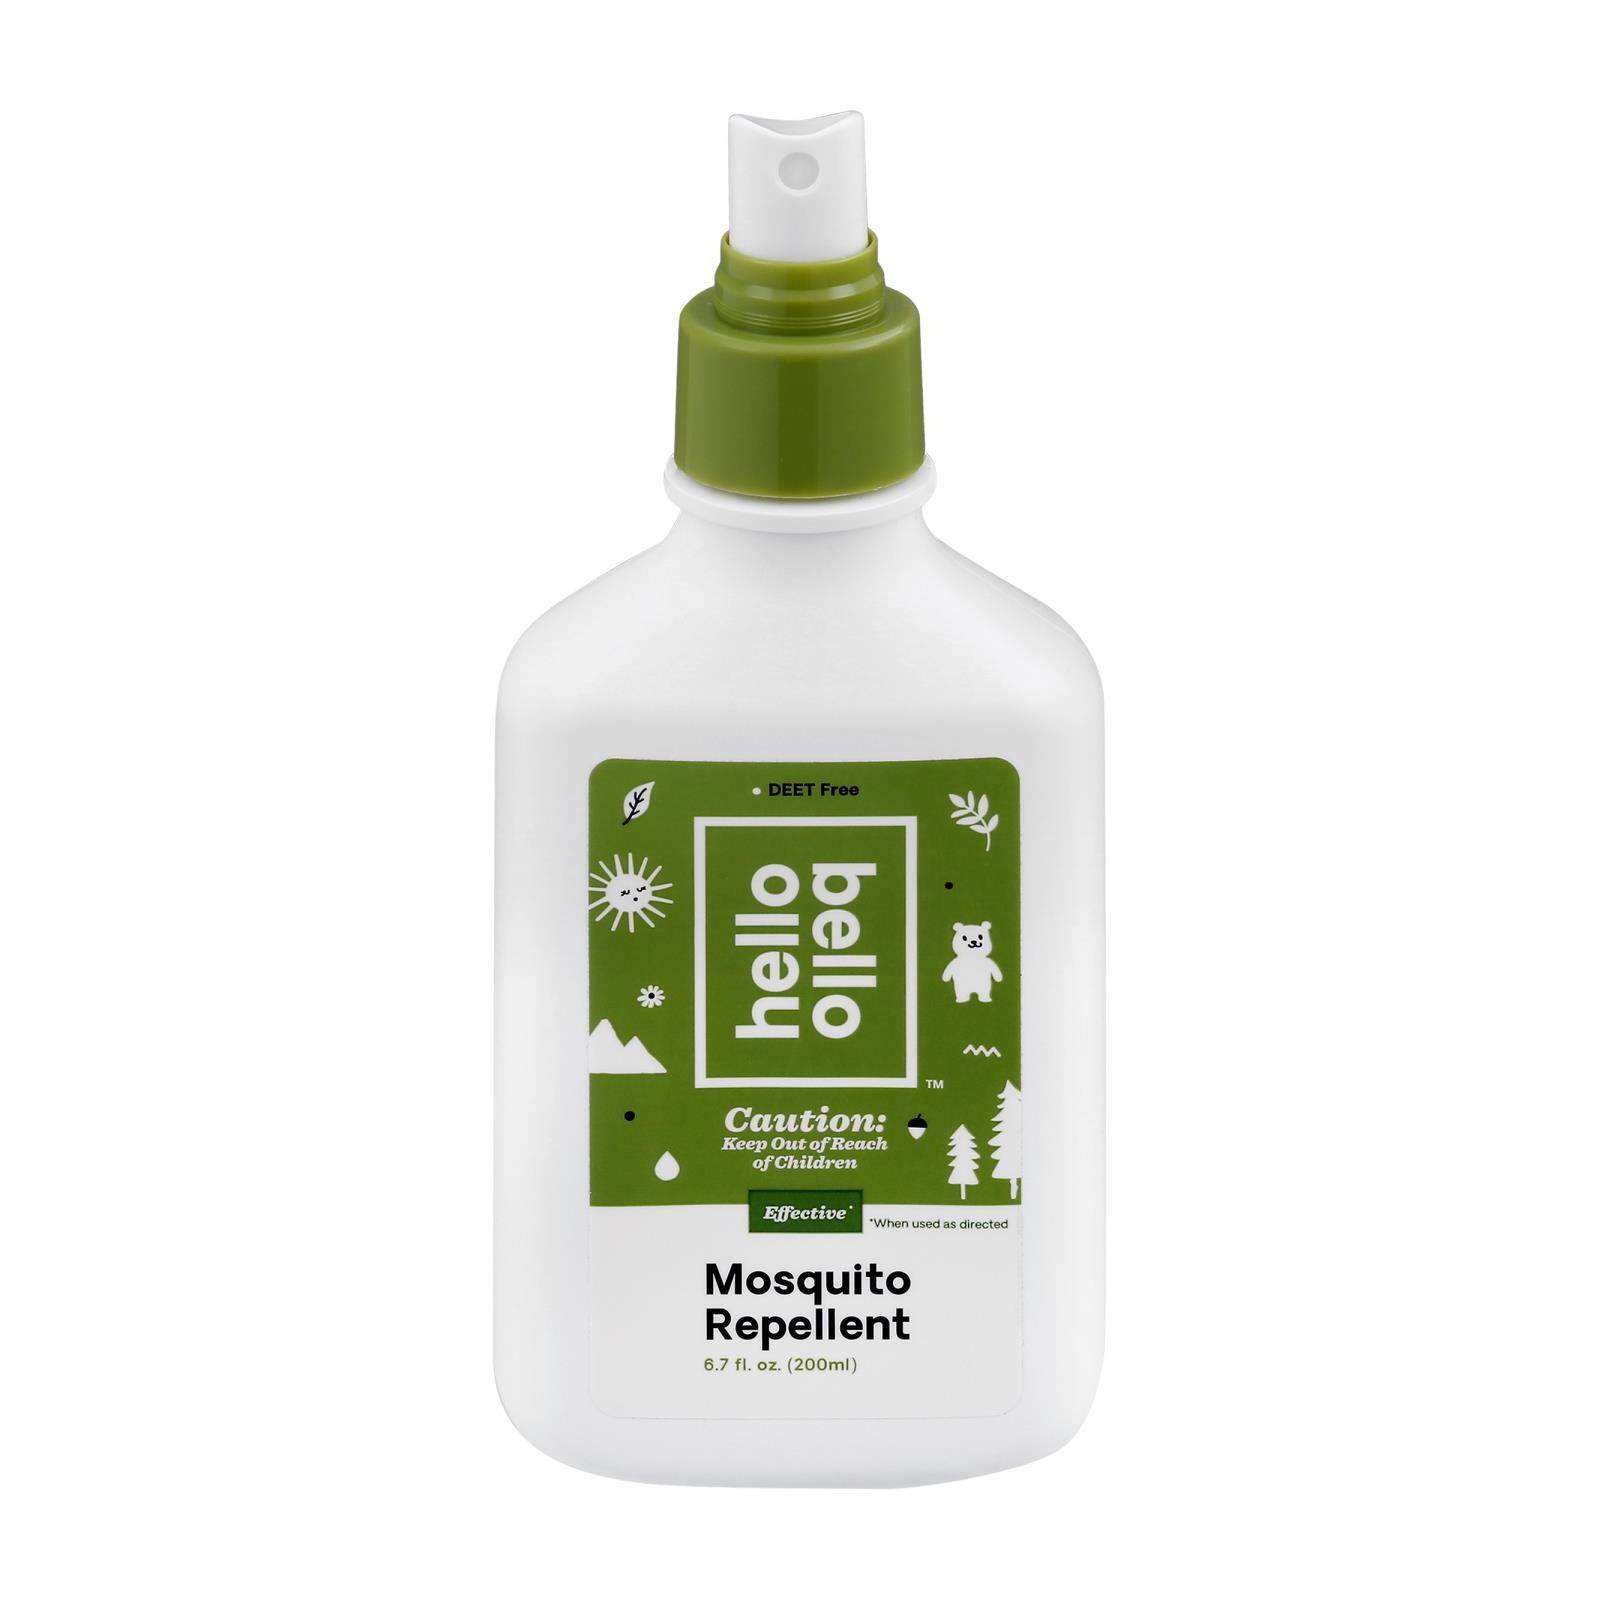 DEET Free
hello
bello
TM
Caution:
Keep Out of Reach
of Children
Effective*
*When used as directed
Mosquito
Repellent
6.7 fl. oz. (200ml)